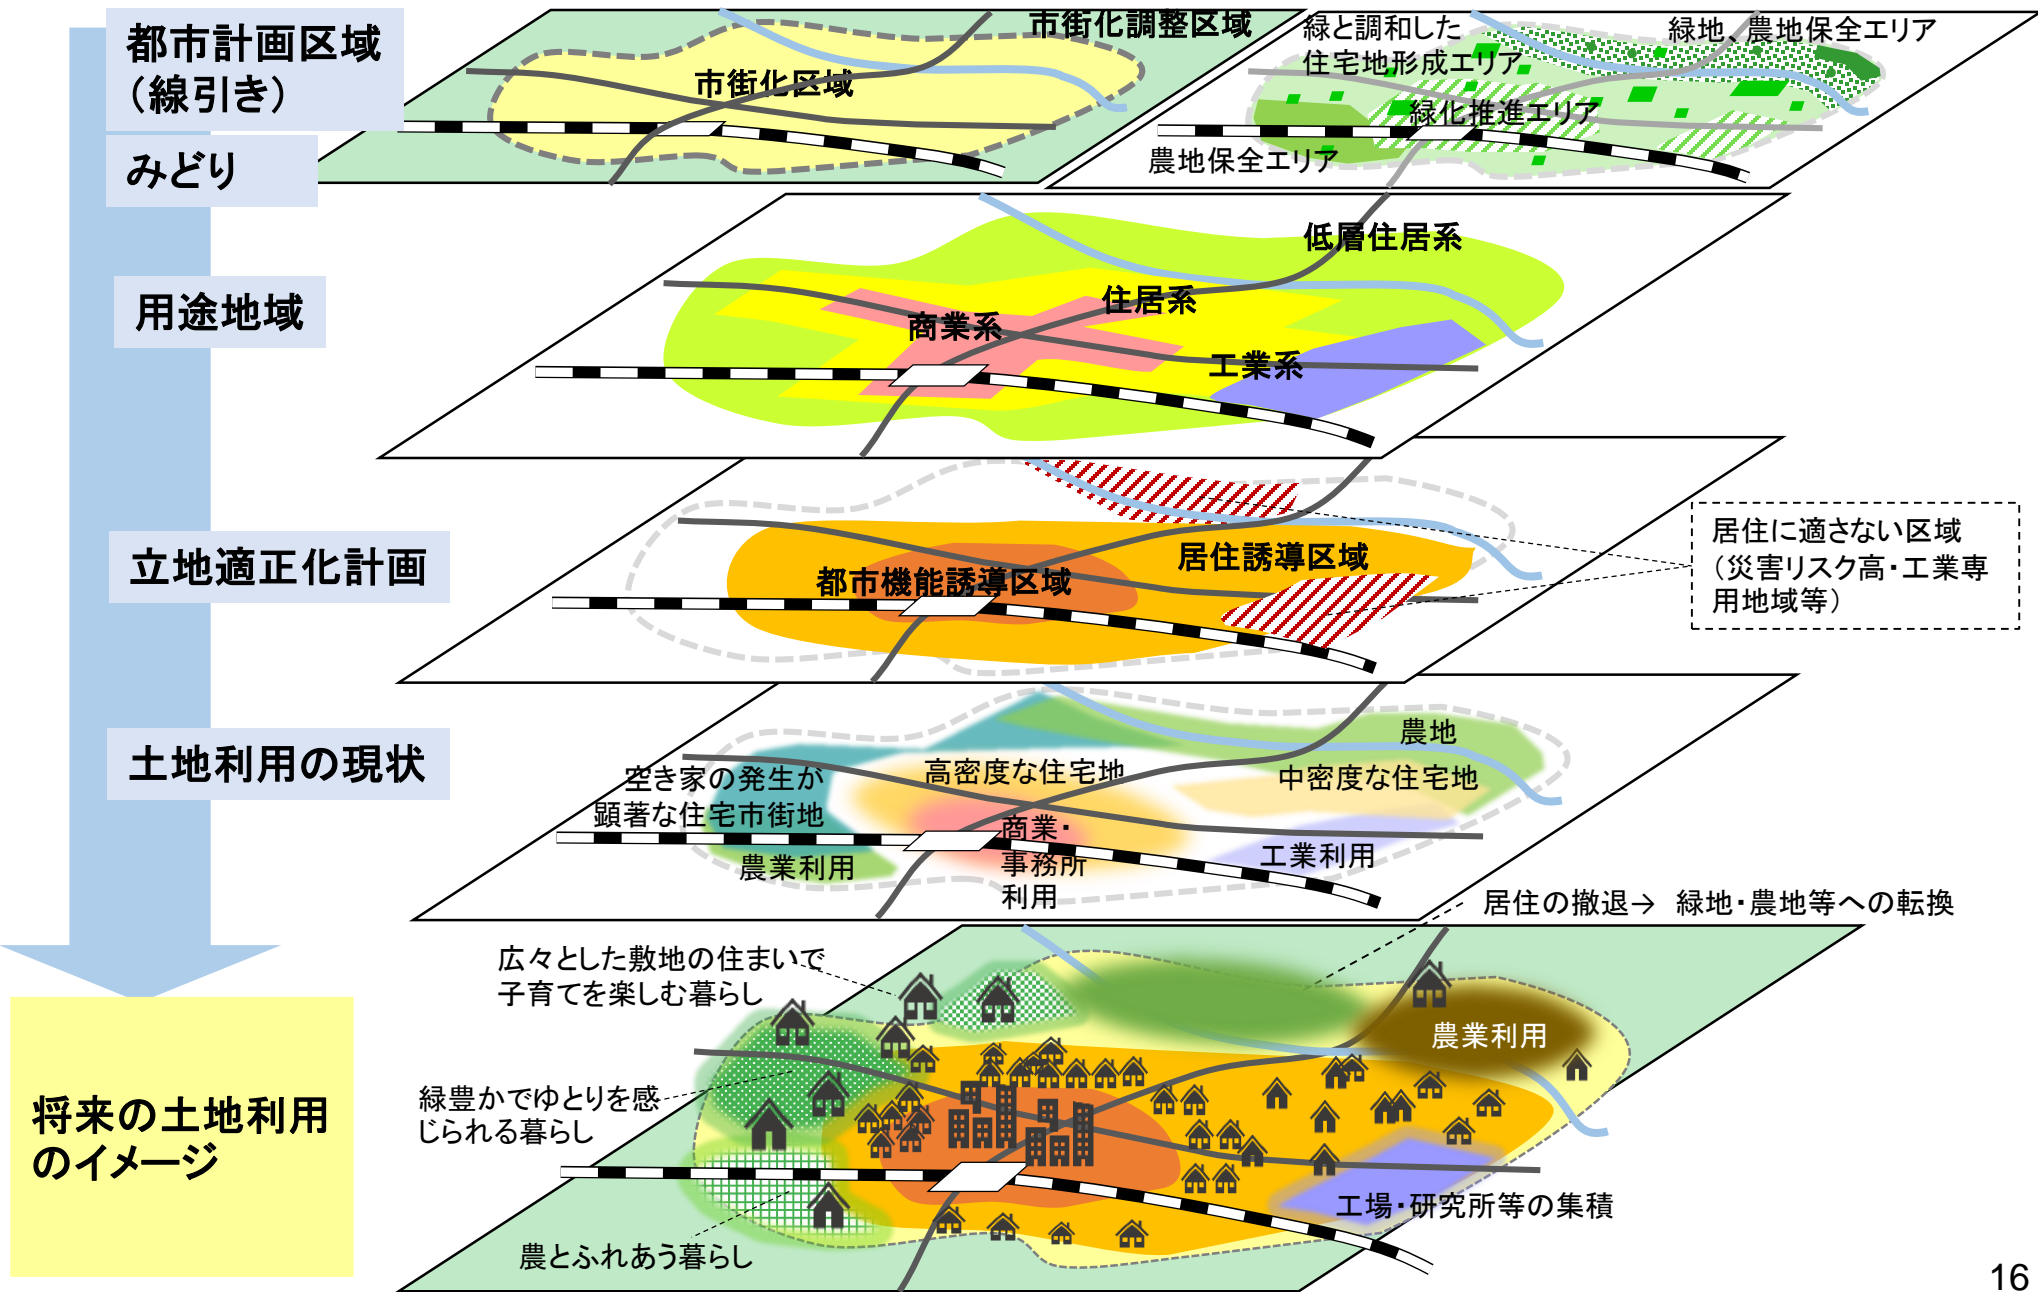 都市計画区域
（線引き）
市街化調整区域
市街化区域
緑と調和した
住宅地形成エリア
緑地、農地保全エリア
緑化推進エリア
農地保全エリア
みどり
用途地域
低層住居系
住居系
商業系
工業系
立地適正化計画
居住誘導区域
都市機能誘導区域
居住に適さない区域
（災害リスク高・工業専
用地域等）
土地利用の現状
農地
空き家の発生が
顕著な住宅市街地
高密度な住宅地
中密度な住宅地
商業・
事務所
利用
工業利用
農業利用
居住の撤退→　緑地・農地等への転換
広々とした敷地の住まいで
子育てを楽しむ暮らし
農業利用
緑豊かでゆとりを感
じられる暮らし
将来の土地利用
のイメージ
工場・研究所等の集積
農とふれあう暮らし
16